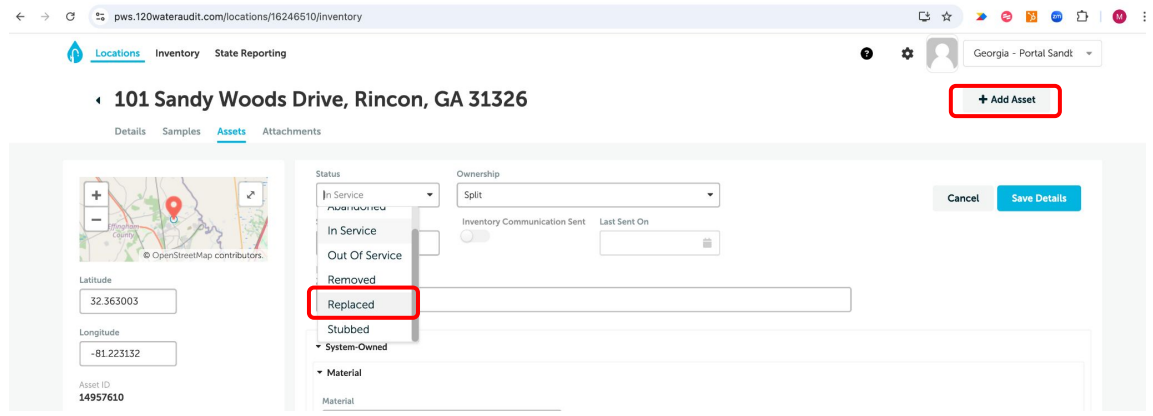 pws.120wateraudit.com/locations/16246510/inventory
M
Locations Inventory State Reporting
Georgia - Portal Sandb
101 Sandy Woods Drive, Rincon, GA 31326
+ Add Asset
Details Samples Assets Attachments
Status Ownership
In Service Split
Cancel Save Details
Abandoned
Inventory Communication Sent Last Sent On
In Service
Out Of Service
Removed
Replaced
Stubbed
+
−
Effingham
County
© OpenStreetMap contributors.
Latitude
32.363003
Longitude
-81.223132
Asset ID
14957610
System-Owned
Material
Material